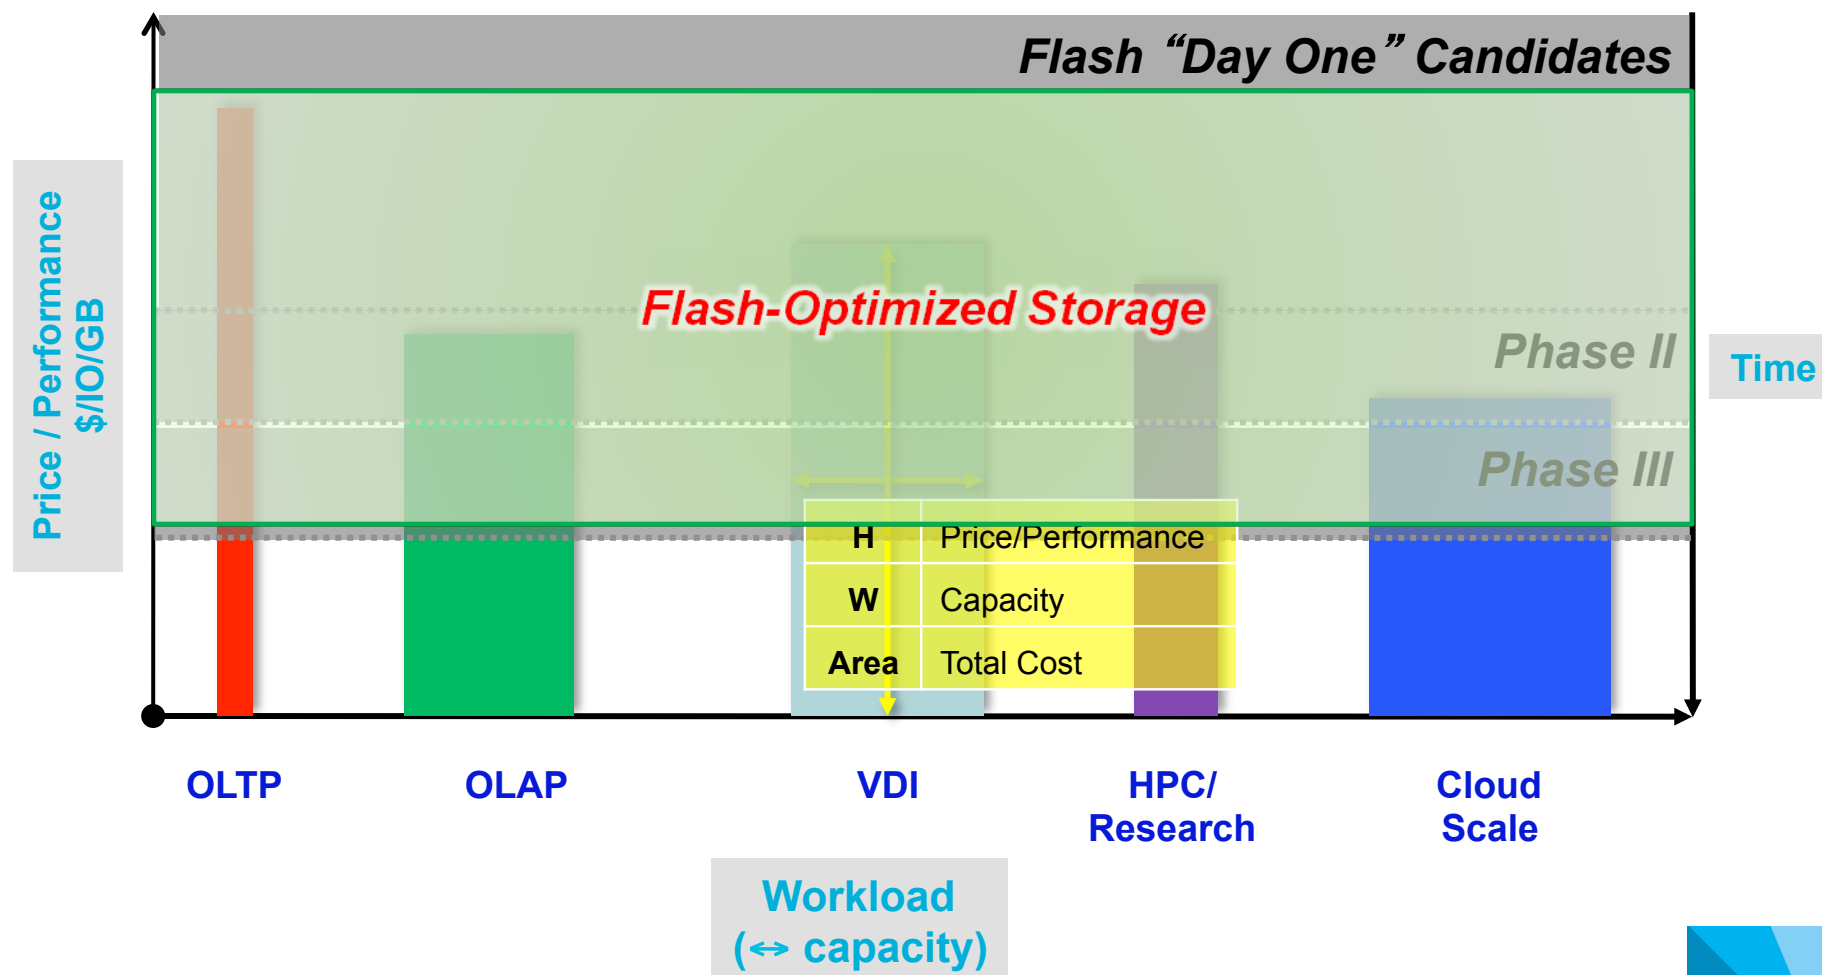 Flash “Day One” Candidates
Price / Performance
$/IO/GB
Flash-Optimized Storage
Phase II
Time
Phase III
H Price/Performance
W Capacity
Area Total Cost
OLTP OLAP VDI HPC/ Cloud
Research Scale
Workload
(↔ capacity)